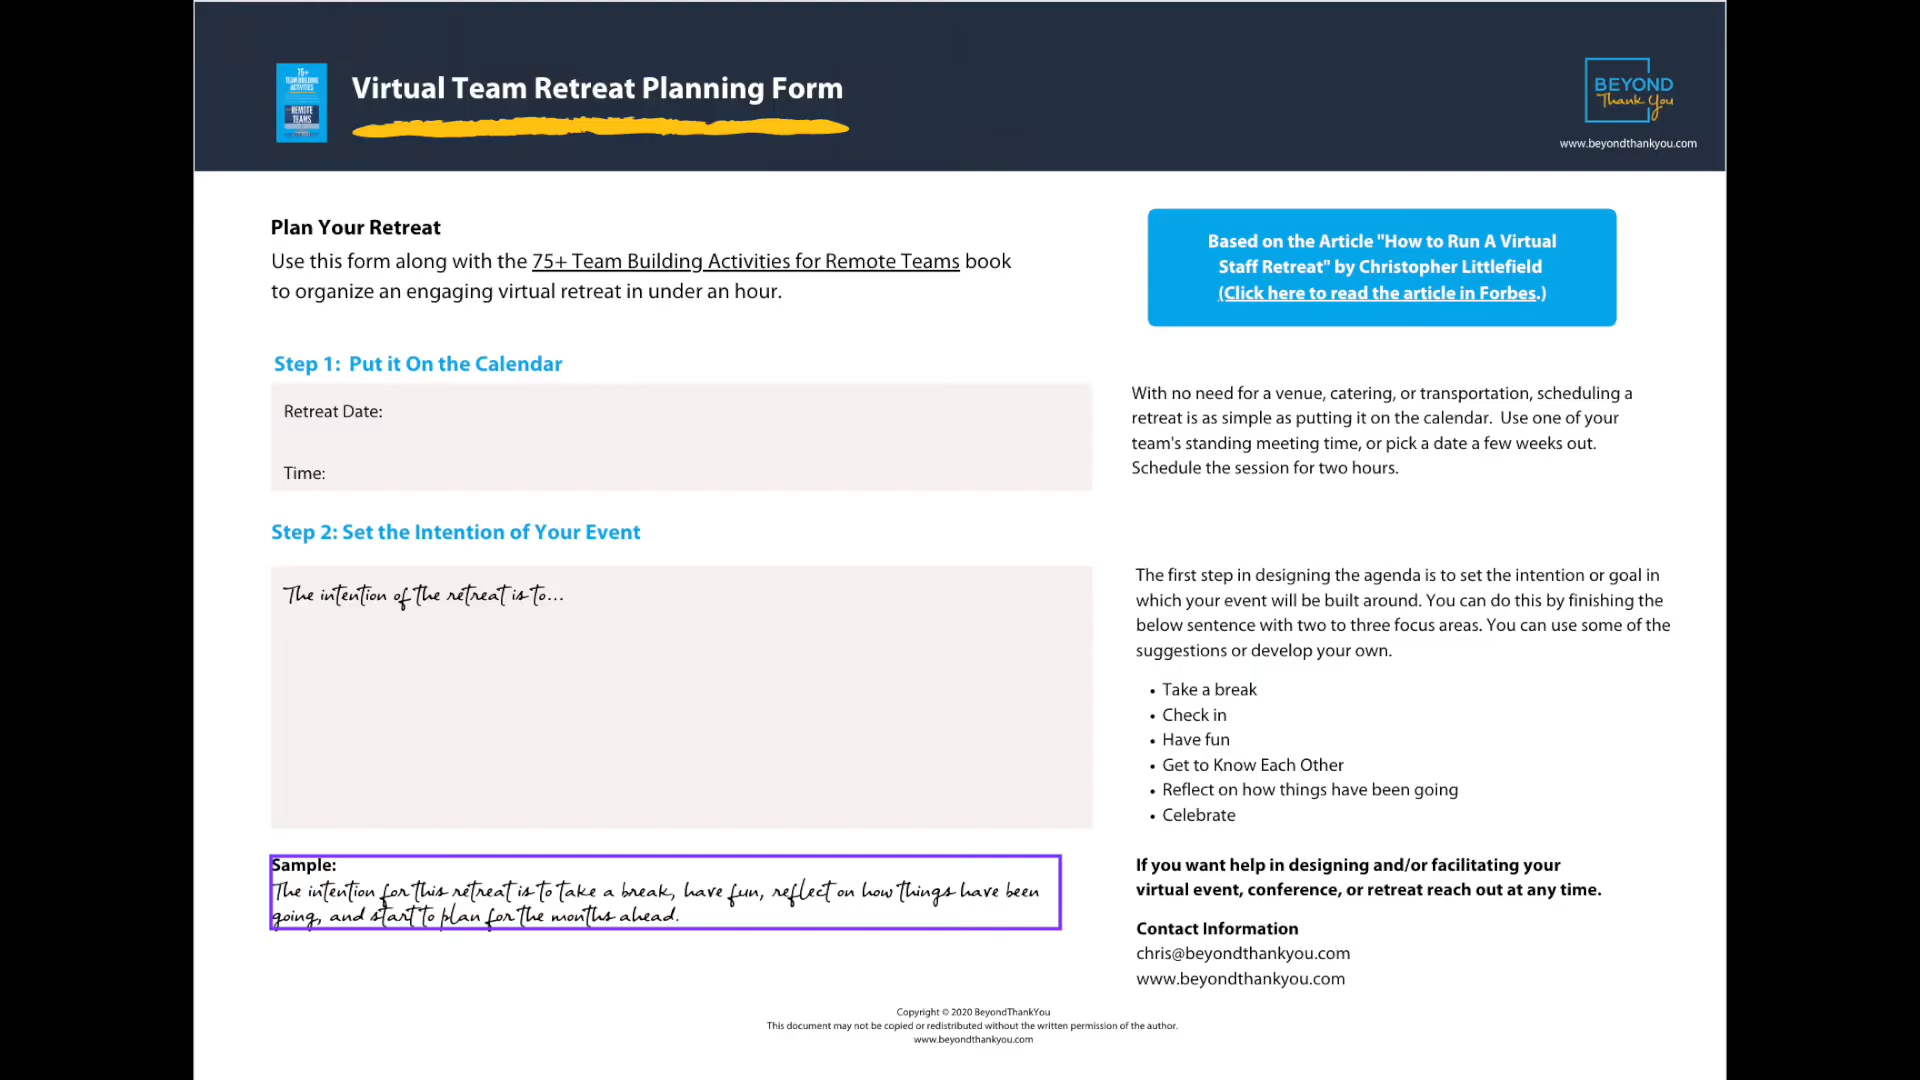 75+
TEAM BUILDING
ACTIVITIES
REMOTE
TEAMS
Virtual Team Retreat Planning Form
BEYOND
Thank You
www.beyondthankyou.com
Plan Your Retreat
Use this form along with the 75+ Team Building Activities for Remote Teams book
to organize an engaging virtual retreat in under an hour.
Based on the Article "How to Run A Virtual
Staff Retreat" by Christopher Littlefield
(Click here to read the article in Forbes.)
Step 1:  Put it On the Calendar
Retreat Date:
Time:
With no need for a venue, catering, or transportation, scheduling a
retreat is as simple as putting it on the calendar.  Use one of your
team's standing meeting time, or pick a date a few weeks out.
Schedule the session for two hours.
Step 2: Set the Intention of Your Event
The intention of the retreat is to...
The first step in designing the agenda is to set the intention or goal in
which your event will be built around. You can do this by finishing the
below sentence with two to three focus areas. You can use some of the
suggestions or develop your own.
• Take a break
• Check in
• Have fun
• Get to Know Each Other
• Reflect on how things have been going
• Celebrate
Sample:
The intention for this retreat is to take a break, have fun, reflect on how things have been
going, and start to plan for the months ahead.
If you want help in designing and/or facilitating your
virtual event, conference, or retreat reach out at any time.
Contact Information
chris@beyondthankyou.com
www.beyondthankyou.com
Copyright © 2020 BeyondThankYou
This document may not be copied or redistributed without the written permission of the author.
www.beyondthankyou.com